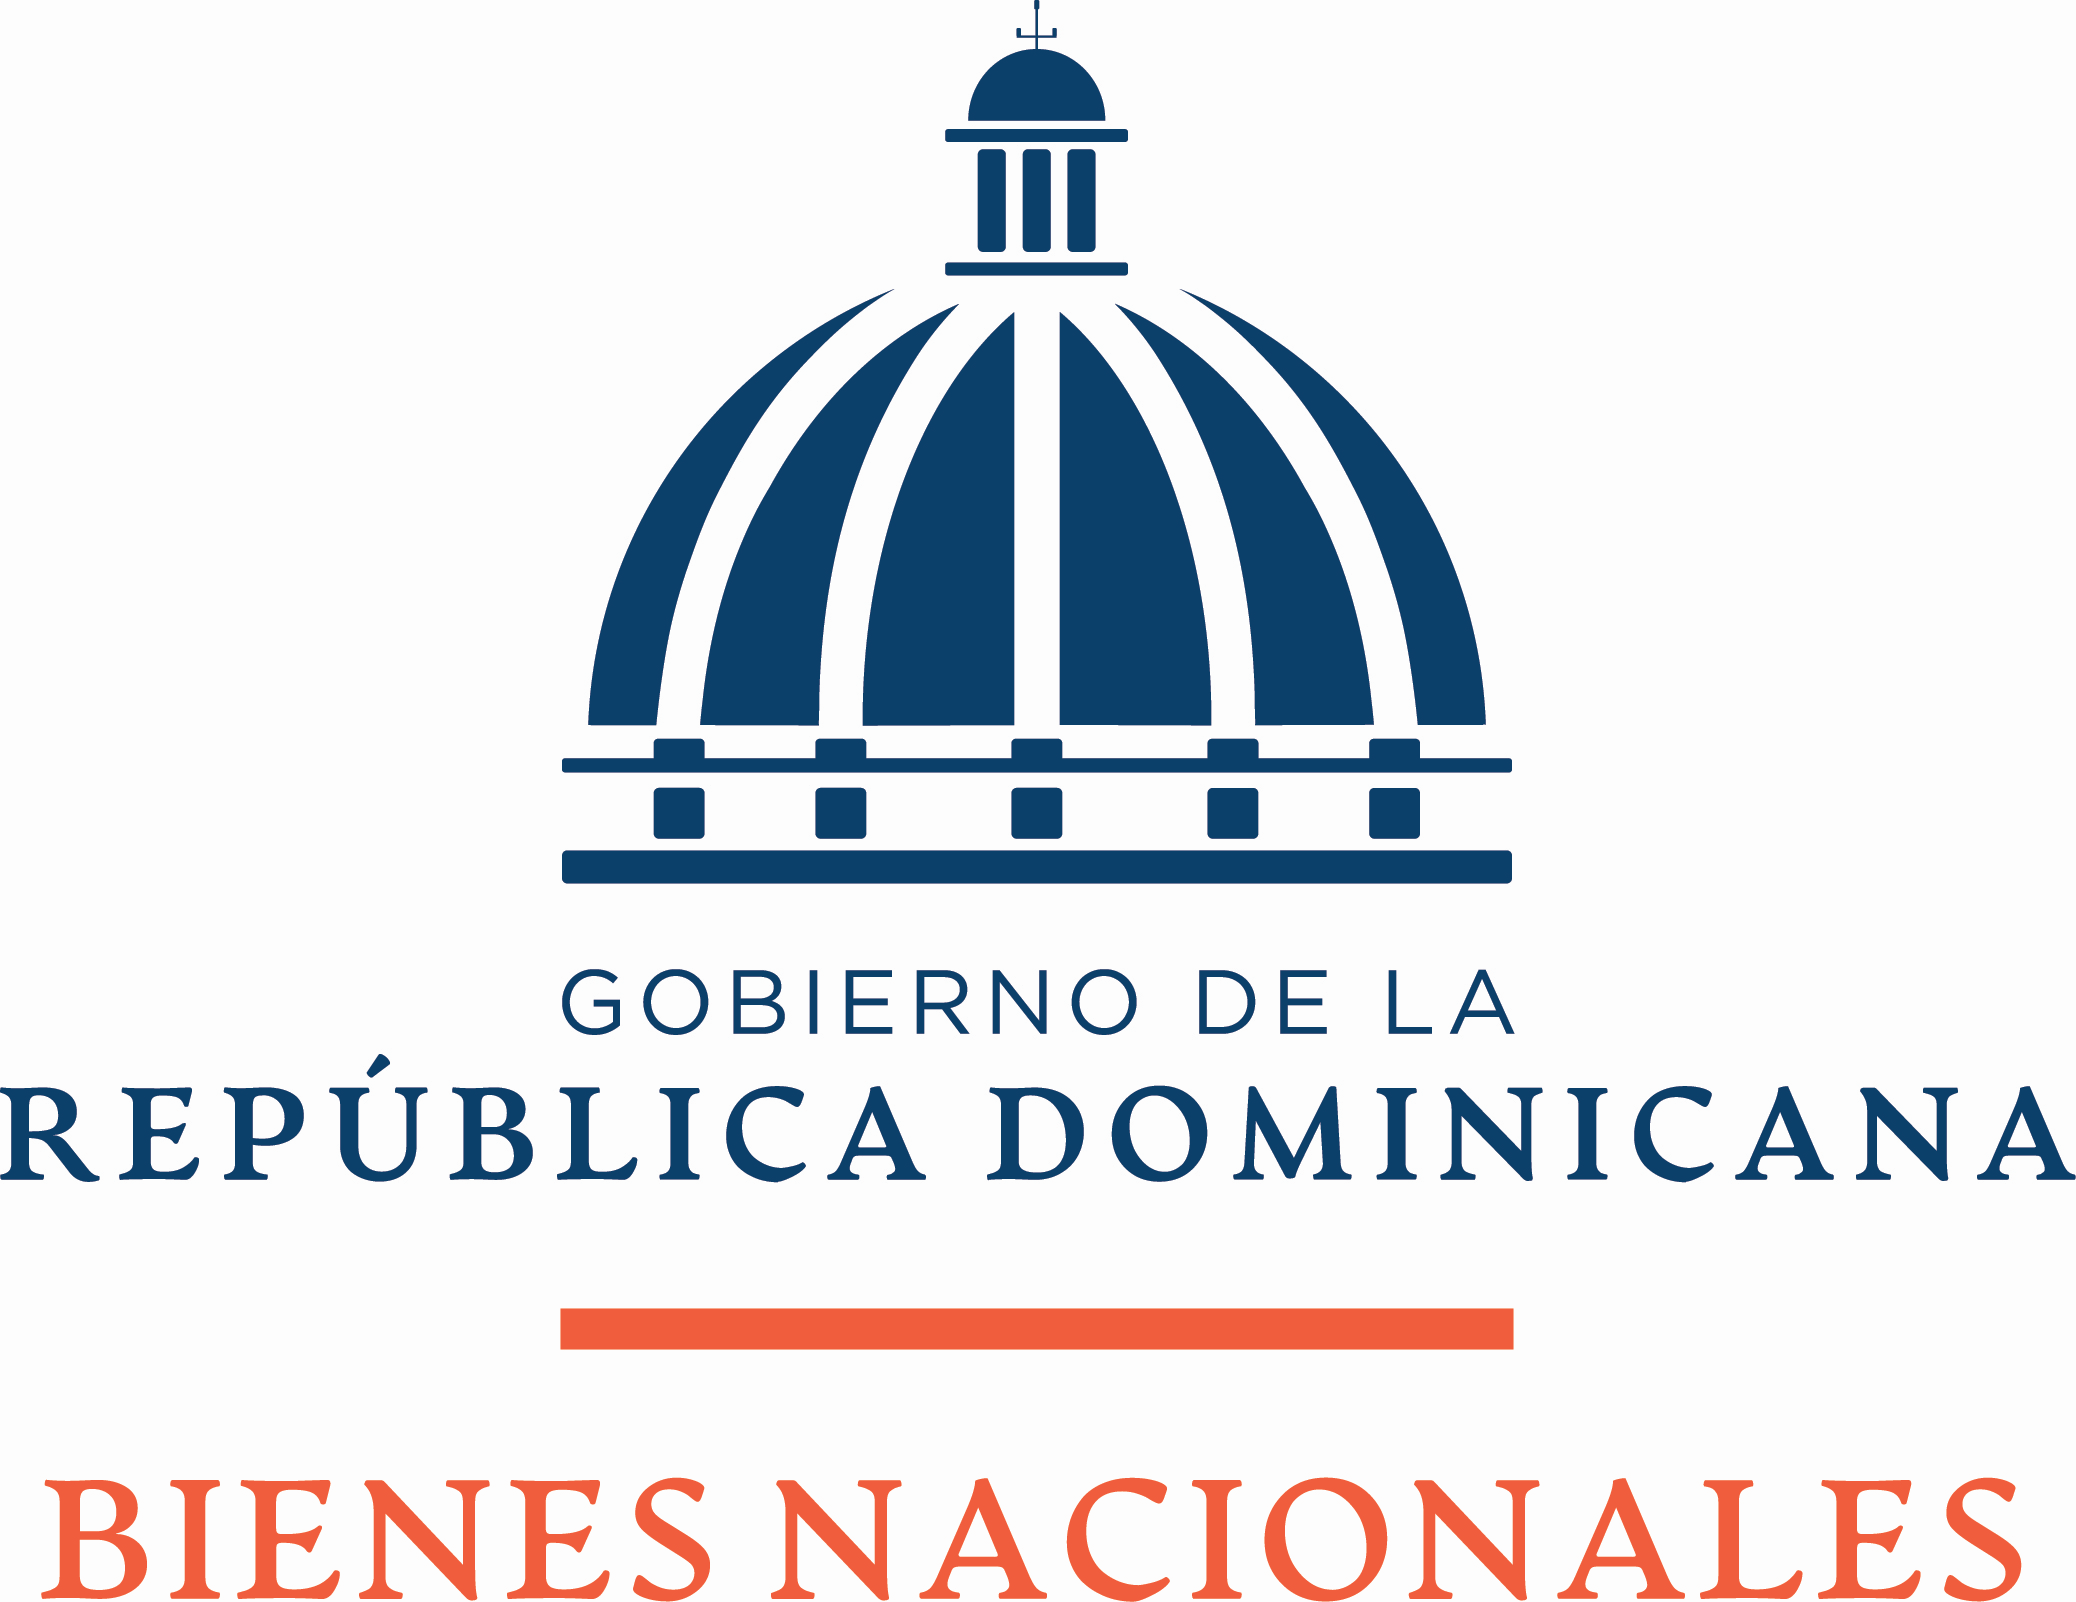 GOBIERNO DE LA
REPÚBLICA DOMINICANA
BIENES NACIONALES